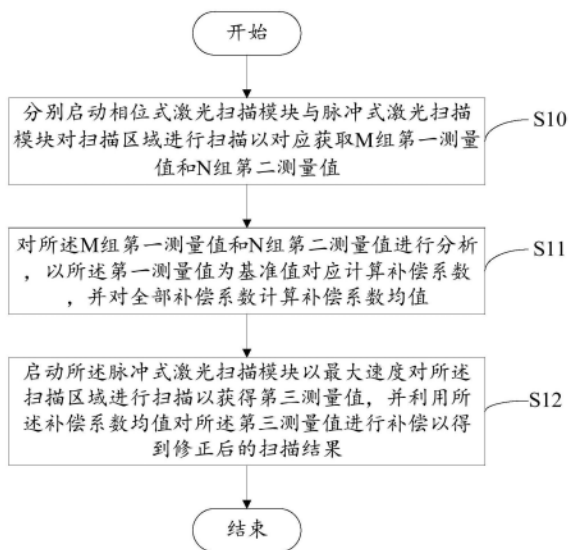 开始
分别启动相位式激光扫描模块与脉冲式激光扫描
模块对扫描区域进行扫描以对应获取M组第一测量
值和N组第二测量值
S10
对所述M组第一测量值和N组第二测量值进行分析
，以所述第一测量值为基准值对应计算补偿系数
，并对全部补偿系数计算补偿系数均值
S11
启动所述脉冲式激光扫描模块以最大速度对所述
扫描区域进行扫描以获得第三测量值，并利用所
述补偿系数均值对所述第三测量值进行补偿以得
到修正后的扫描结果
S12
结束